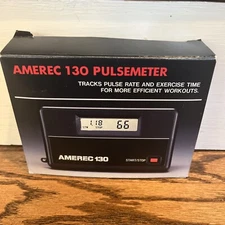 AMEREC 130 PULSEMETER
TRACKS PULSE RATE AND EXERCISE TIME
FOR MORE EFFICIENT WORKOUTS.
1.18 66
AMEREC 130
START/STOP